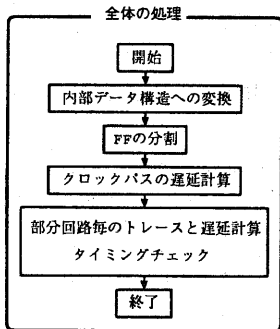 全体の処理
開始
内部データ構造への変換
FFの分割
クロックパスの遅延計算
部分回路毎のトレースと遅延計算
タイミングチェック
終了